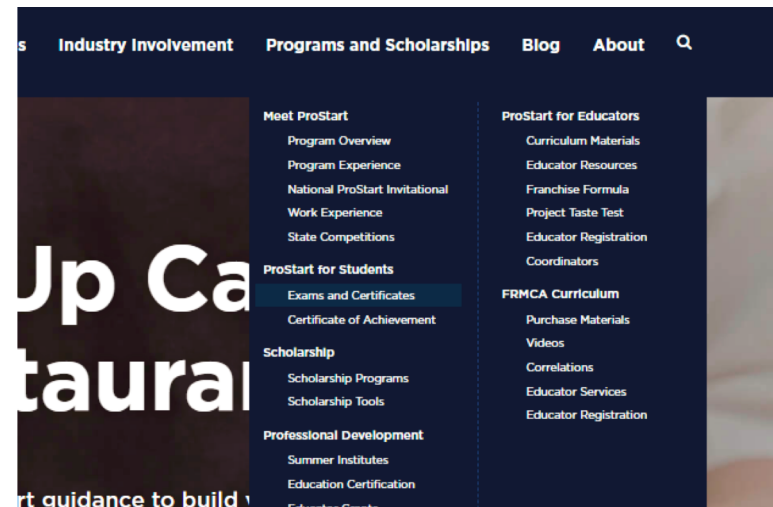 s Industry Involvement Programs and Scholarships Blog About
Meet ProStart
Program Overview
Program Experience
National ProStart Invitational
Work Experience
State Competitions
ProStart for Students
Exams and Certificates
Certificate of Achievement
Scholarship
Scholarship Programs
Scholarship Tools
Professional Development
Summer Institutes
Education Certification
ProStart for Educators
Curriculum Materials
Educator Resources
Franchise Formula
Project Taste Test
Educator Registration
Coordinators
FRMCA Curriculum
Purchase Materials
Videos
Correlations
Educator Services
Educator Registration
Up Ca
taura
rt guidance to build